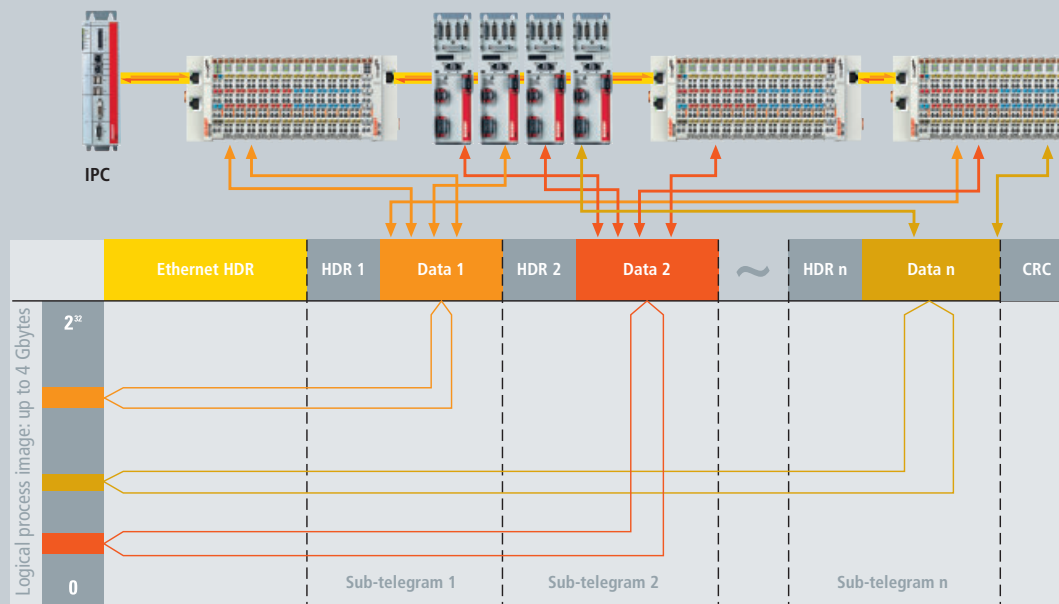 IPC
Ethernet HDR
HDR 1
Data 1
HDR 2
Data 2
~
HDR n
Data n
CRC
Logical process image: up to 4 Gbytes
2³²
0
Sub-telegram 1
Sub-telegram 2
Sub-telegram n